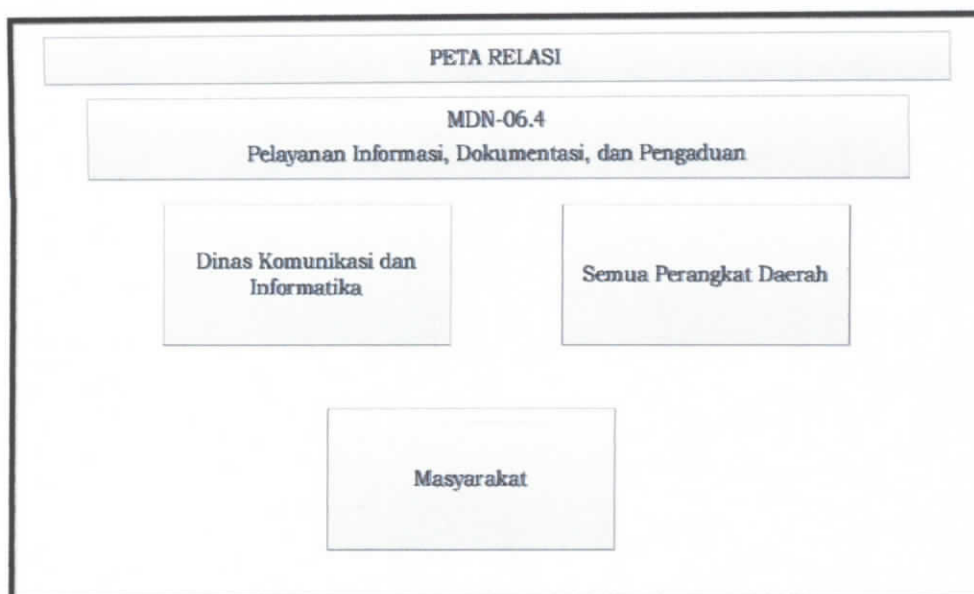 PETA RELASI
MDN-06.4
Pelayanan Informasi, Dokumentasi, dan Pengaduan
Dinas Komunikasi dan
Informatika
Semua Perangkat Daerah
Masyarakat